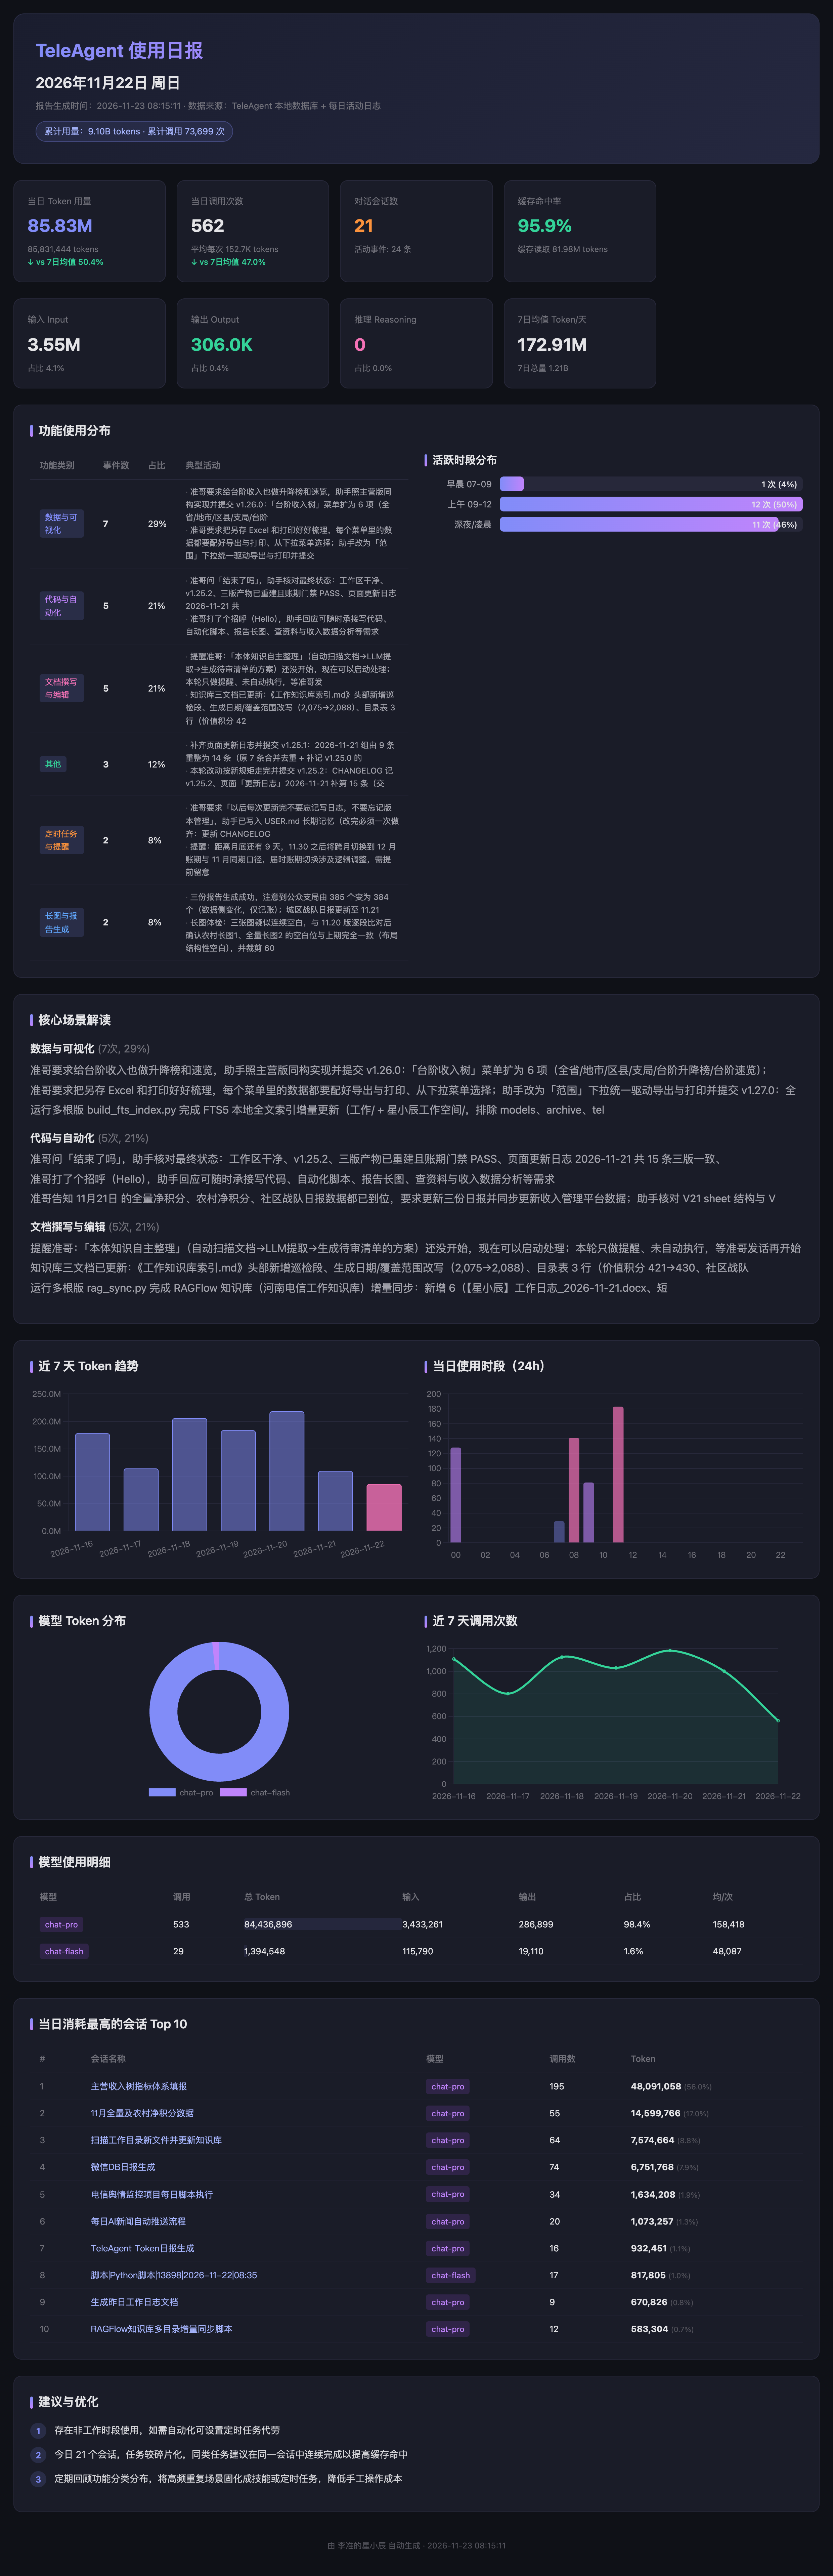 TeleAgent 使用日报
2026年11月22日 周日
报告生成时间：2026-11-23 08:15:11 · 数据来源：TeleAgent 本地数据库 + 每日活动日志
累计用量：9.10B tokens · 累计调用 73,699 次
当日 Token 用量
85.83M
85,831,444 tokens
↓ vs 7日均值 50.4%
当日调用次数
562
平均每次 152.7K tokens
↓ vs 7日均值 47.0%
对话会话数
21
活动事件: 24 条
缓存命中率
95.9%
缓存读取 81.98M tokens
输入 Input
3.55M
占比 4.1%
输出 Output
306.0K
占比 0.4%
推理 Reasoning
0
占比 0.0%
7日均值 Token/天
172.91M
7日总量 1.21B
功能使用分布
功能类别 事件数 占比 典型活动
数据与可
视化
7
29%
· 准哥要求给台阶收入也做升降榜和速览，助手照主营版同
构实现并提交 v1.26.0：「台阶收入树」菜单扩为 6 项（全
省/地市/区县/支局/台阶
· 准哥要求把另存 Excel 和打印好好梳理，每个菜单里的数
据都要配好导出与打印、从下拉菜单选择；助手改为「范
围」下拉统一驱动导出与打印并提交
代码与自
动化
5
21%
· 准哥问「结束了吗」，助手核对最终状态：工作区干净、
v1.25.2、三版产物已重建且账期门禁 PASS、页面更新日志
2026-11-21 共
· 准哥打了个招呼（Hello），助手回应可随时承接写代码、
自动化脚本、报告长图、查资料与收入数据分析等需求
文档撰写
与编辑
5
21%
· 提醒准哥：「本体知识自主整理」（自动扫描文档→LLM提
取→生成待审清单的方案）还没开始，现在可以启动处理；
本轮只做提醒、未自动执行，等准哥发
· 知识库三文档已更新：《工作知识库索引.md》头部新增巡
检段、生成日期/覆盖范围改写（2,075→2,088）、目录表 3
行（价值积分 42
其他
3
12%
· 补齐页面更新日志并提交 v1.25.1：2026-11-21 组由 9 条
重整为 14 条（原 7 条合并去重 + 补记 v1.25.0 的
· 本轮改动按新规矩走完并提交 v1.25.2：CHANGELOG 记
v1.25.2、页面「更新日志」2026-11-21 补第 15 条（交
定时任务
与提醒
2
8%
· 准哥要求「以后每次更新完不要忘记写日志，不要忘记版
本管理」，助手已写入 USER.md 长期记忆（改完必须一次做
齐：更新 CHANGELOG
· 提醒：距离月底还有 9 天，11.30 之后将跨月切换到 12 月
账期与 11 月同期口径，届时账期切换涉及逻辑调整，需提
前留意
长图与报
告生成
2
8%
· 三份报告生成成功，注意到公众支局由 385 个变为 384
个（数据侧变化，仅记账）；城区战队日报更新至 11.21
· 长图体检：三张图疑似连续空白，与 11.20 版逐段比对后
确认农村长图1、全量长图2 的空白位与上期完全一致（布局
结构性空白），并裁剪 60
活跃时段分布
早晨 07-09 1 次 (4%)
上午 09-12 12 次 (50%)
深夜/凌晨 11 次 (46%)
核心场景解读
数据与可视化 (7次, 29%)
准哥要求给台阶收入也做升降榜和速览，助手照主营版同构实现并提交 v1.26.0：「台阶收入树」菜单扩为 6 项（全省/地市/区县/支局/台阶升降榜/台阶速览）；
准哥要求把另存 Excel 和打印好好梳理，每个菜单里的数据都要配好导出与打印、从下拉菜单选择；助手改为「范围」下拉统一驱动导出与打印并提交 v1.27.0：全
运行多根版 build_fts_index.py 完成 FTS5 本地全文索引增量更新（工作/ + 星小辰工作空间/，排除 models、archive、tel
代码与自动化 (5次, 21%)
准哥问「结束了吗」，助手核对最终状态：工作区干净、v1.25.2、三版产物已重建且账期门禁 PASS、页面更新日志 2026-11-21 共 15 条三版一致、
准哥打了个招呼（Hello），助手回应可随时承接写代码、自动化脚本、报告长图、查资料与收入数据分析等需求
准哥告知 11月21日 的全量净积分、农村净积分、社区战队日报数据都已到位，要求更新三份日报并同步更新收入管理平台数据；助手核对 V21 sheet 结构与 V
文档撰写与编辑 (5次, 21%)
提醒准哥：「本体知识自主整理」（自动扫描文档→LLM提取→生成待审清单的方案）还没开始，现在可以启动处理；本轮只做提醒、未自动执行，等准哥发话再开始
知识库三文档已更新：《工作知识库索引.md》头部新增巡检段、生成日期/覆盖范围改写（2,075→2,088）、目录表 3 行（价值积分 421→430、社区战队
运行多根版 rag_sync.py 完成 RAGFlow 知识库（河南电信工作知识库）增量同步：新增 6（【星小辰】工作日志_2026-11-21.docx、短
近 7 天 Token 趋势
250.0M
200.0M
150.0M
100.0M
50.0M
0.0M
2026-11-16 2026-11-17 2026-11-18 2026-11-19 2026-11-20 2026-11-21 2026-11-22
当日使用时段（24h）
200
180
160
140
120
100
80
60
40
20
0
00 02 04 06 08 10 12 14 16 18 20 22
模型 Token 分布
chat-pro chat-flash
近 7 天调用次数
1,200
1,000
800
600
400
200
0
2026-11-16 2026-11-17 2026-11-18 2026-11-19 2026-11-20 2026-11-21 2026-11-22
模型使用明细
模型 调用 总 Token 输入 输出 占比 均/次
chat-pro 533 84,436,896 3,433,261 286,899 98.4% 158,418
chat-flash 29 1,394,548 115,790 19,110 1.6% 48,087
当日消耗最高的会话 Top 10
# 会话名称 模型 调用数 Token
1 主营收入树指标体系填报 chat-pro 195 48,091,058 (56.0%)
2 11月全量及农村净积分数据 chat-pro 55 14,599,766 (17.0%)
3 扫描工作目录新文件并更新知识库 chat-pro 64 7,574,664 (8.8%)
4 微信DB日报生成 chat-pro 74 6,751,768 (7.9%)
5 电信舆情监控项目每日脚本执行 chat-pro 34 1,634,208 (1.9%)
6 每日AI新闻自动推送流程 chat-pro 20 1,073,257 (1.3%)
7 TeleAgent Token日报生成 chat-pro 16 932,451 (1.1%)
8 脚本|Python脚本|13898|2026-11-22|08:35 chat-flash 17 817,805 (1.0%)
9 生成昨日工作日志文档 chat-pro 9 670,826 (0.8%)
10 RAGFlow知识库多目录增量同步脚本 chat-pro 12 583,304 (0.7%)
建议与优化
1 存在非工作时段使用，如需自动化可设置定时任务代劳
2 今日 21 个会话，任务较碎片化，同类任务建议在同一会话中连续完成以提高缓存命中
3 定期回顾功能分类分布，将高频重复场景固化成技能或定时任务，降低手工操作成本
由 李准的星小辰 自动生成 · 2026-11-23 08:15:11